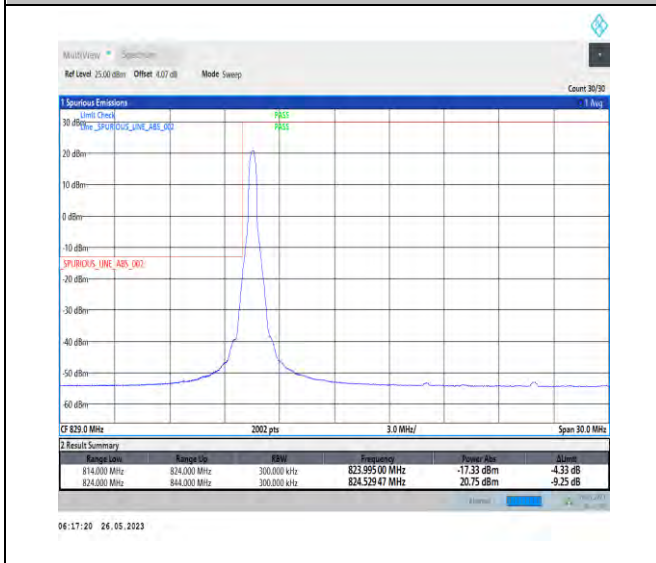 MultiView Spectrum
Ref Level 25.00 dBm Offset 4.07 dB Mode Sweep
Count 30/30
1 Spurious Emissions 1 Avg
Limit Check PASS
Line _SPURIOUS_LINE_ABS_002 PASS
30 dBm
20 dBm
10 dBm
0 dBm
-10 dBm
_SPURIOUS_LINE_ABS_002
-20 dBm
-30 dBm
-40 dBm
-50 dBm
-60 dBm
CF 829.0 MHz 2002 pts 3.0 MHz/ Span 30.0 MHz
2 Result Summary
Range Low Range Up RBW Frequency Power Abs ΔLimit
814.000 MHz 824.000 MHz 300.000 kHz 823.99500 MHz -17.33 dBm -4.33 dB
824.000 MHz 844.000 MHz 300.000 kHz 824.52947 MHz 20.75 dBm -9.25 dB
06:17:20 26.05.2023